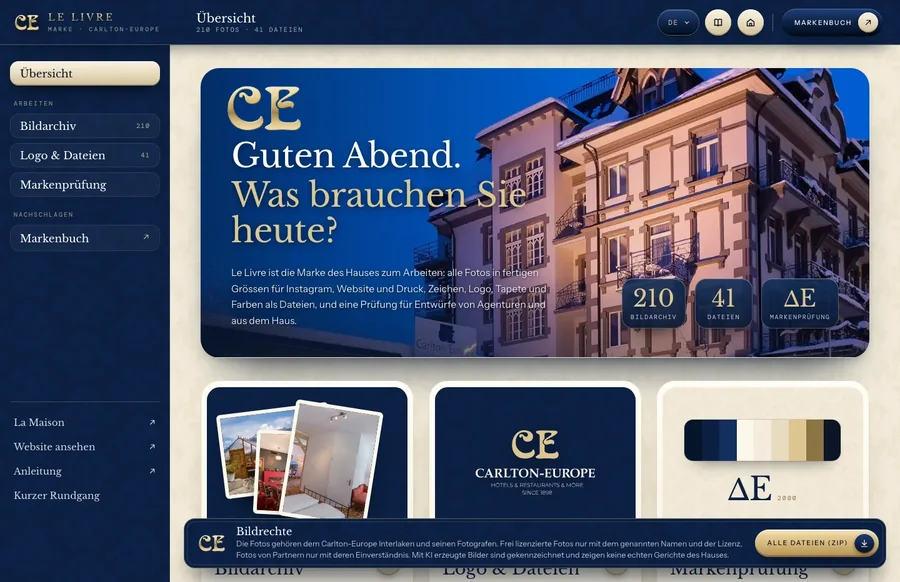 CE LE LIVRE
MARKE · CARLTON-EUROPE
Übersicht
210 FOTOS · 41 DATEIEN
DE
MARKENBUCH
Übersicht
ARBEITEN
Bildarchiv 210
Logo & Dateien 41
Markenprüfung
NACHSCHLAGEN
Markenbuch
La Maison
Website ansehen
Anleitung
Kurzer Rundgang
CE
Guten Abend.
Was brauchen Sie
heute?
Le Livre ist die Marke des Hauses zum Arbeiten: alle Fotos in fertigen
Grössen für Instagram, Website und Druck, Zeichen, Logo, Tapete und
Farben als Dateien, und eine Prüfung für Entwürfe von Agenturen und
aus dem Haus.
210
BILDARCHIV
41
DATEIEN
ΔE
MARKENPRÜFUNG
CE
CARLTON-EUROPE
HOTELS & RESTAURANTS & MORE
SINCE 1898
ΔE 2000
CE
Bildrechte
Die Fotos gehören dem Carlton-Europe Interlaken und seinen Fotografen. Frei lizenzierte Fotos nur mit dem genannten Namen und der Lizenz,
Fotos von Partnern nur mit deren Einverständnis. Mit KI erzeugte Bilder sind gekennzeichnet und zeigen keine echten Gerichte des Hauses.
ALLE DATEIEN (ZIP)
Bildarchiv
Logo & Dateien
Markenprüfung